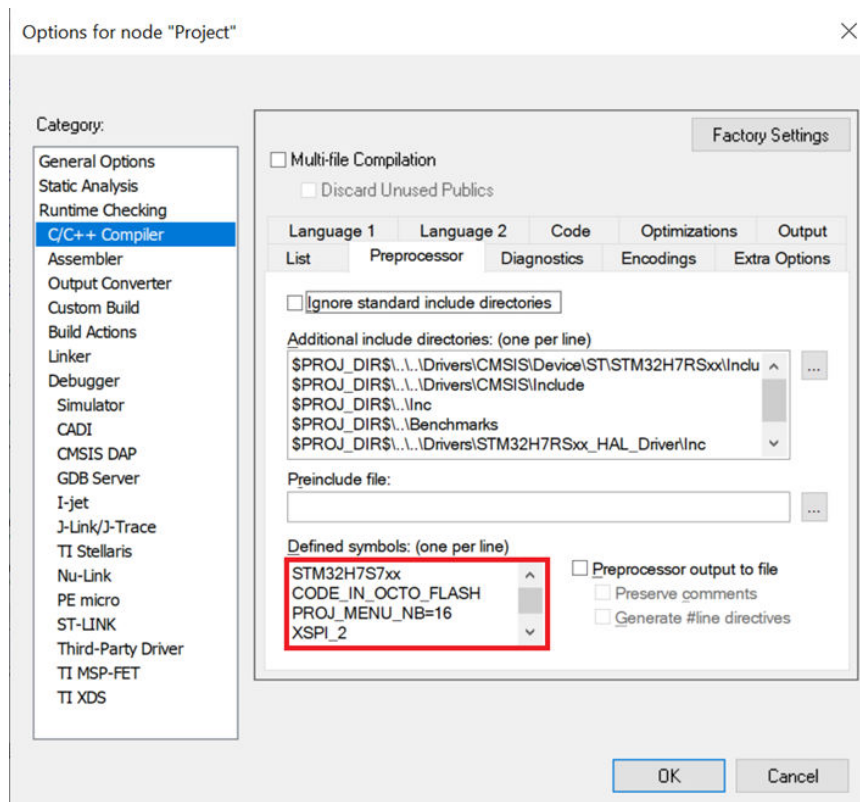 Options for node "Project"
Category:
General Options
Static Analysis
Runtime Checking
C/C++ Compiler
Assembler
Output Converter
Custom Build
Build Actions
Linker
Debugger
Simulator
CADI
CMSIS DAP
GDB Server
I-jet
J-Link/J-Trace
TI Stellaris
Nu-Link
PE micro
ST-LINK
Third-Party Driver
TI MSP-FET
TI XDS
Factory Settings
Multi-file Compilation
Discard Unused Publics
Language 1 Language 2 Code Optimizations Output
List Preprocessor Diagnostics Encodings Extra Options
Ignore standard include directories
Additional include directories: (one per line)
$PROJ_DIR$\..\..\Drivers\CMSIS\Device\ST\STM32H7RSxx\Inclu
$PROJ_DIR$\..\..\Drivers\CMSIS\Include
$PROJ_DIR$\..\Inc
$PROJ_DIR$\..\Benchmarks
$PROJ_DIR$\..\..\Drivers\STM32H7RSxx_HAL_Driver\Inc
...
Preinclude file:
...
Defined symbols: (one per line)
STM32H7S7xx
CODE_IN_OCTO_FLASH
PROJ_MENU_NB=16
XSPI_2
Preprocessor output to file
Preserve comments
Generate #line directives
OK Cancel